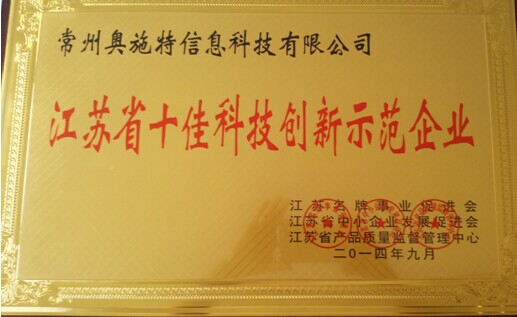 常州奥施特信息科技有限公司
江苏省十佳科技创新示范企业
江苏名牌事业促进会
江苏省中小企业发展促进会
江苏省产品质量监督管理中心
二〇一四年九月